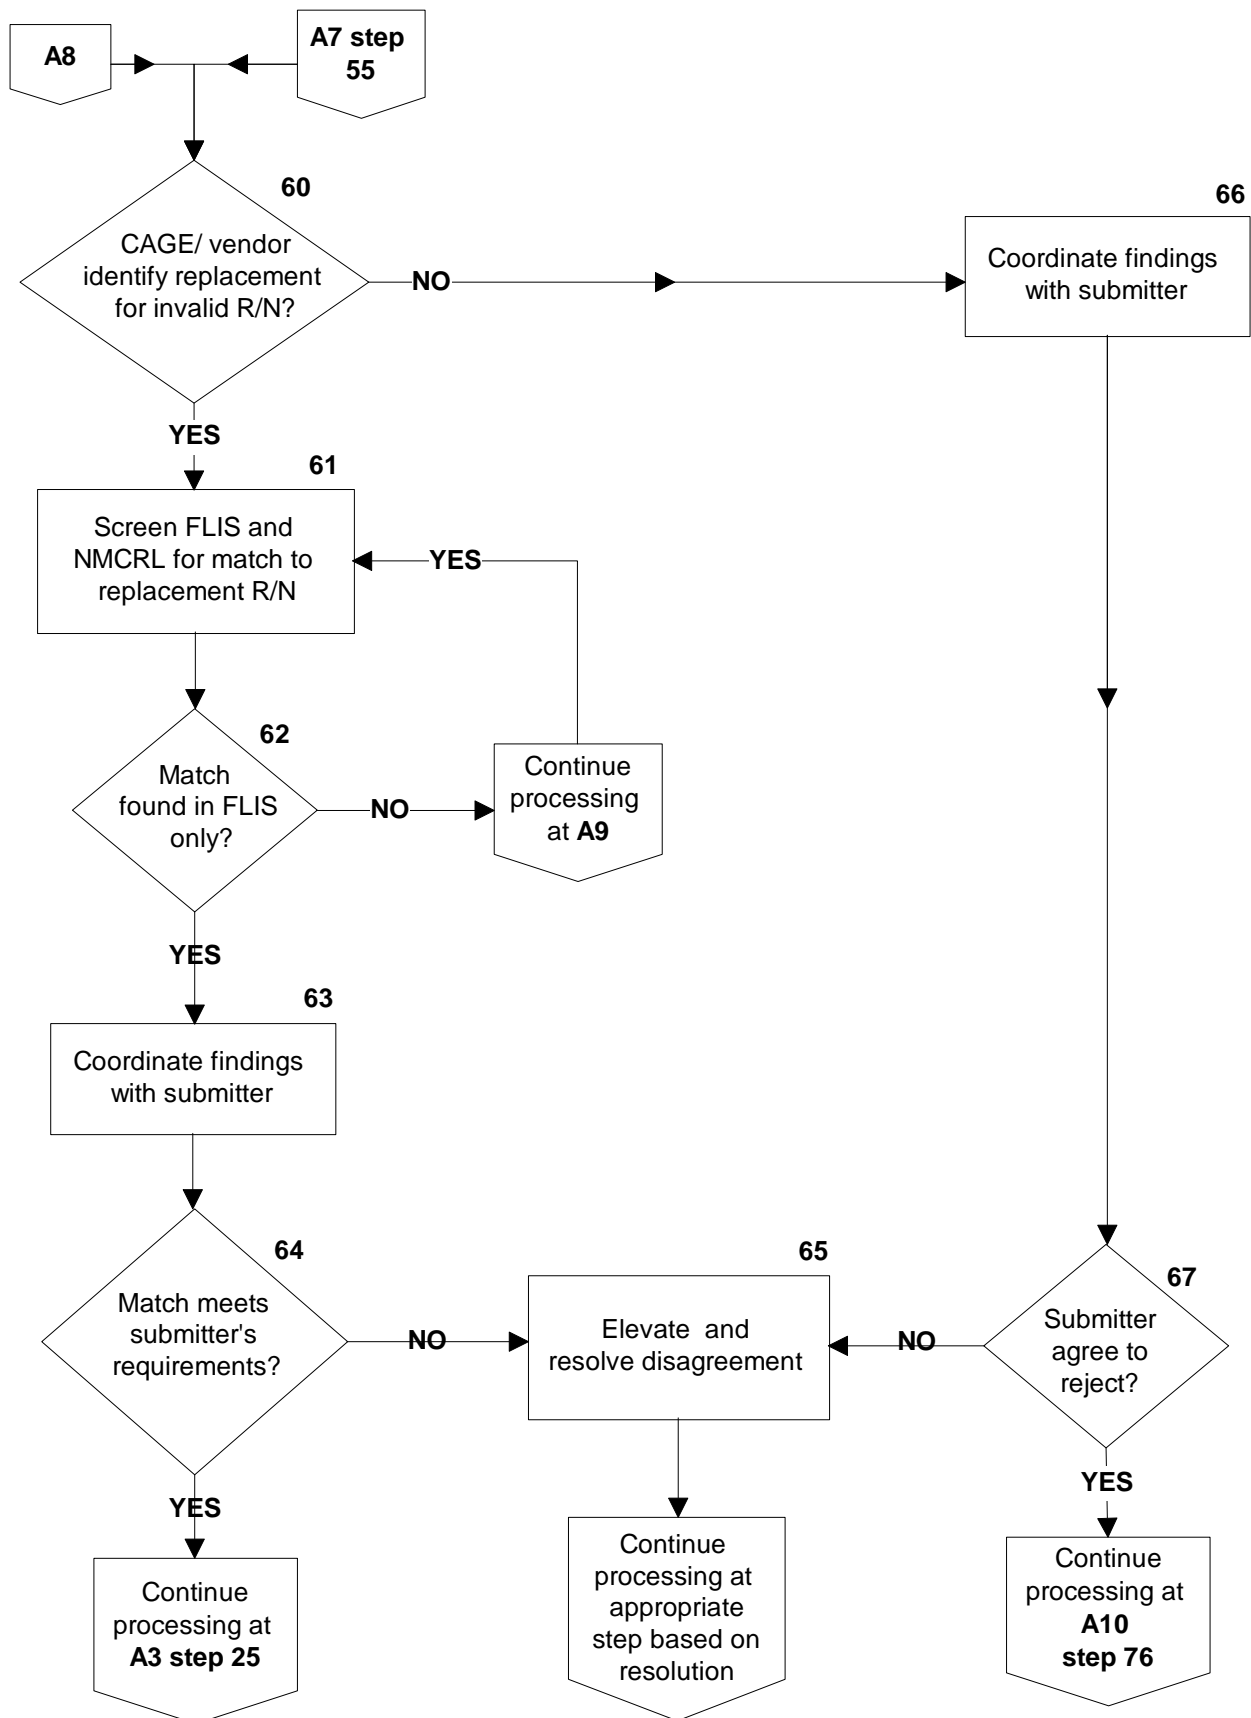 A8
A7 step
55
60
CAGE/ vendor
identify replacement
for invalid R/N?
NO
66
Coordinate findings
with submitter
YES
61
Screen FLIS and
NMCRL for match to
replacement R/N
YES
62
Match
found in FLIS
only?
NO
Continue
processing
at A9
YES
63
Coordinate findings
with submitter
64
Match meets
submitter's
requirements?
NO
65
Elevate and
resolve disagreement
NO
67
Submitter
agree to
reject?
YES
Continue
processing at
A3 step 25
Continue
processing at
appropriate
step based on
resolution
YES
Continue
processing at
A10
step 76